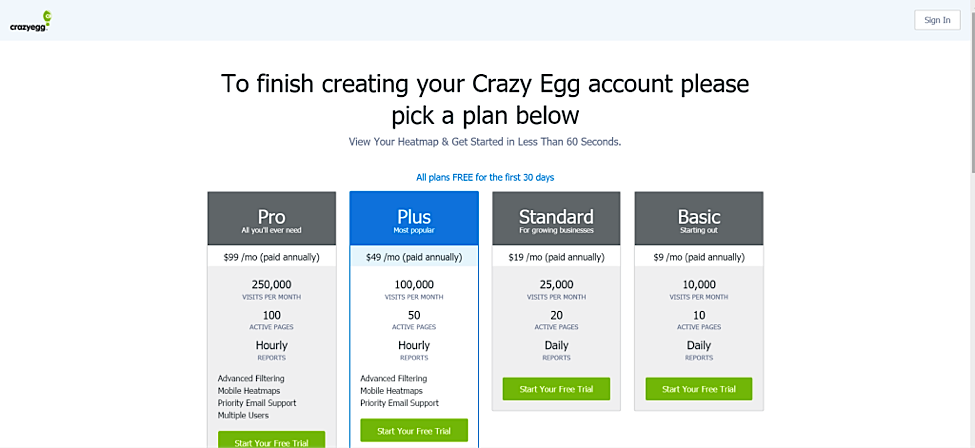 crazyegg
Sign In
To finish creating your Crazy Egg account please
pick a plan below
View Your Heatmap & Get Started in Less Than 60 Seconds.
All plans FREE for the first 30 days
Pro
All you'll ever need
$99 /mo (paid annually)
250,000
VISITS PER MONTH
100
ACTIVE PAGES
Hourly
REPORTS
Advanced Filtering
Mobile Heatmaps
Priority Email Support
Multiple Users
Start Your Free Trial
Plus
Most popular
$49 /mo (paid annually)
100,000
VISITS PER MONTH
50
ACTIVE PAGES
Hourly
REPORTS
Advanced Filtering
Mobile Heatmaps
Priority Email Support
Start Your Free Trial
Standard
For growing businesses
$19 /mo (paid annually)
25,000
VISITS PER MONTH
20
ACTIVE PAGES
Daily
REPORTS
Start Your Free Trial
Basic
Starting out
$9 /mo (paid annually)
10,000
VISITS PER MONTH
10
ACTIVE PAGES
Daily
REPORTS
Start Your Free Trial